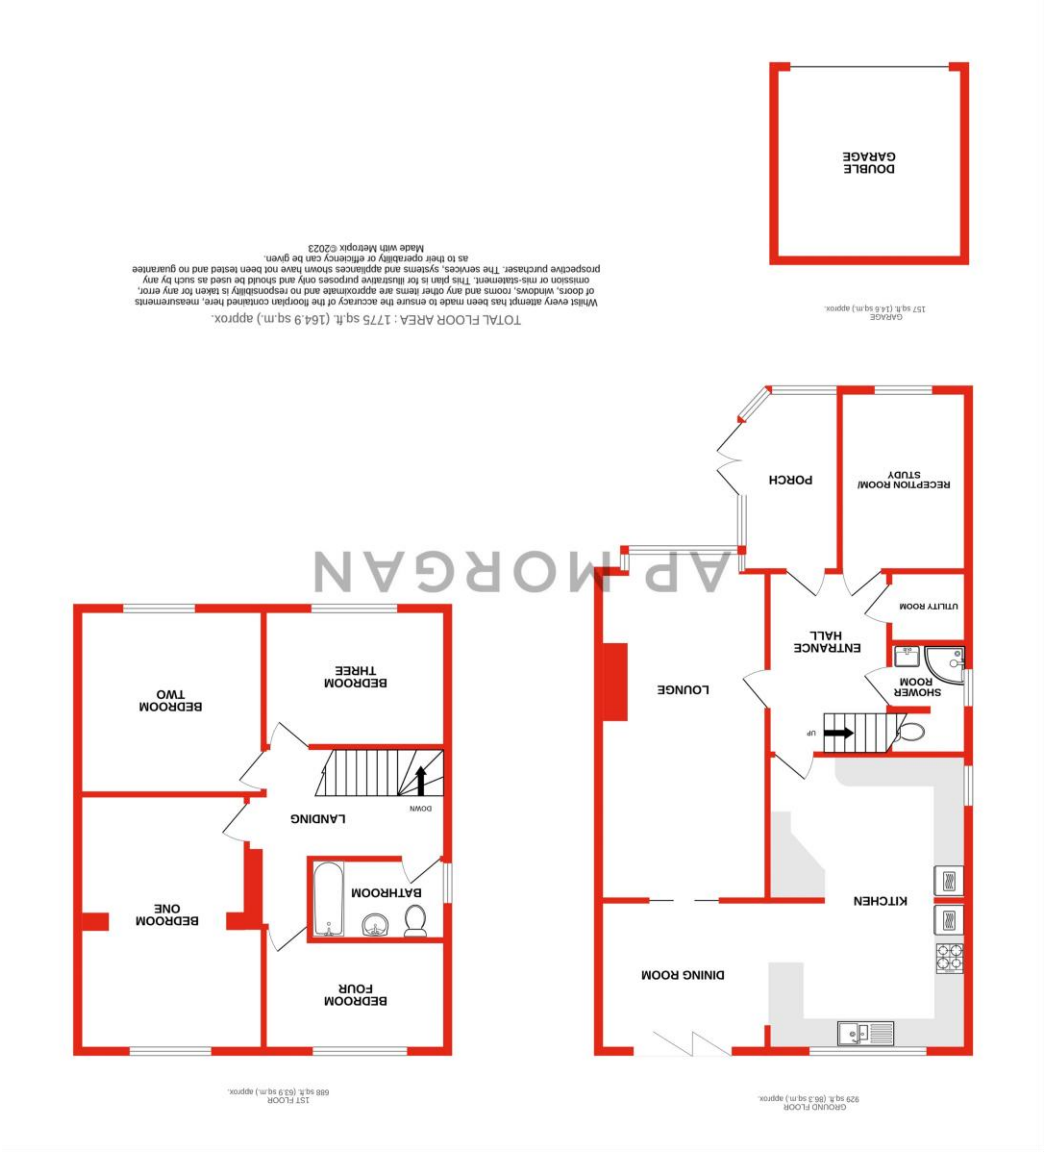 GROUND FLOOR
929 sq.ft. (86.3 sq.m.) approx.
DINING ROOM
KITCHEN
UP
LOUNGE
SHOWER
ROOM
ENTRANCE
HALL
UTILITY ROOM
RECEPTION ROOM/
STUDY
PORCH
1ST FLOOR
688 sq.ft. (63.9 sq.m.) approx.
BEDROOM
FOUR
BEDROOM
ONE
BATHROOM
LANDING
DOWN
BEDROOM
THREE
BEDROOM
TWO
AP MORGAN
GARAGE
157 sq.ft. (14.6 sq.m.) approx.
DOUBLE
GARAGE
TOTAL FLOOR AREA : 1775 sq.ft. (164.9 sq.m.) approx.
Whilst every attempt has been made to ensure the accuracy of the floorplan contained here, measurements
of doors, windows, rooms and any other items are approximate and no responsibility is taken for any error,
omission or mis-statement. This plan is for illustrative purposes only and should be used as such by any
prospective purchaser. The services, systems and appliances shown have not been tested and no guarantee
as to their operability or efficiency can be given.
Made with Metropix ©2023